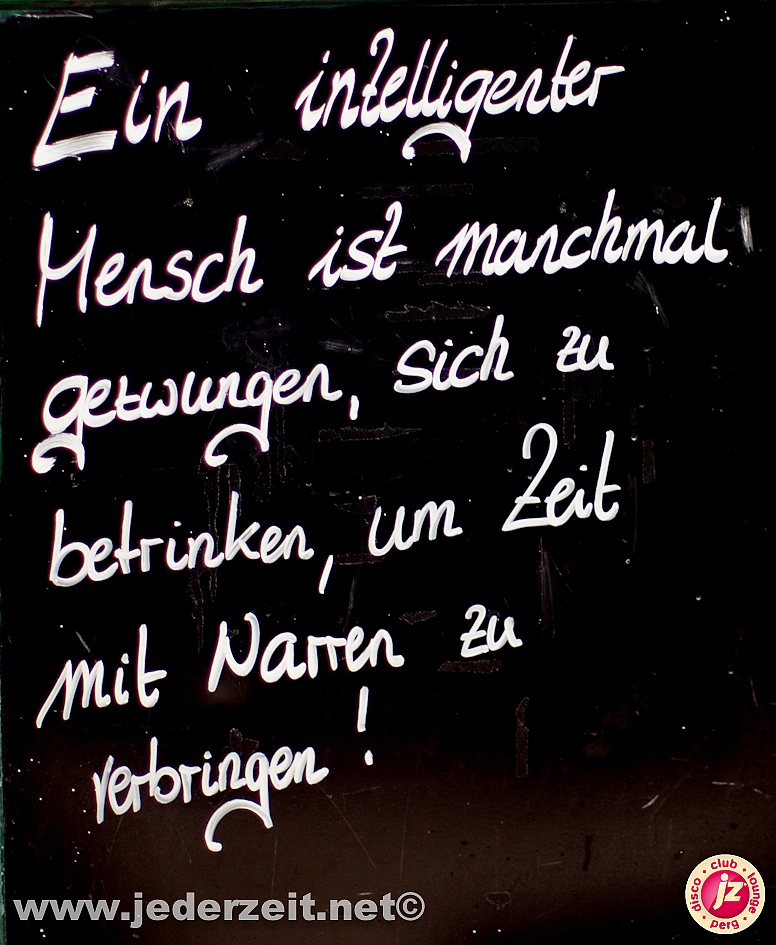 Ein intelligenter
Mensch ist manchmal
gezwungen, sich zu
betrinken, um Zeit
mit Narren zu
verbringen!
www.jederzeit.net©
disco • club • lounge • perg
jz